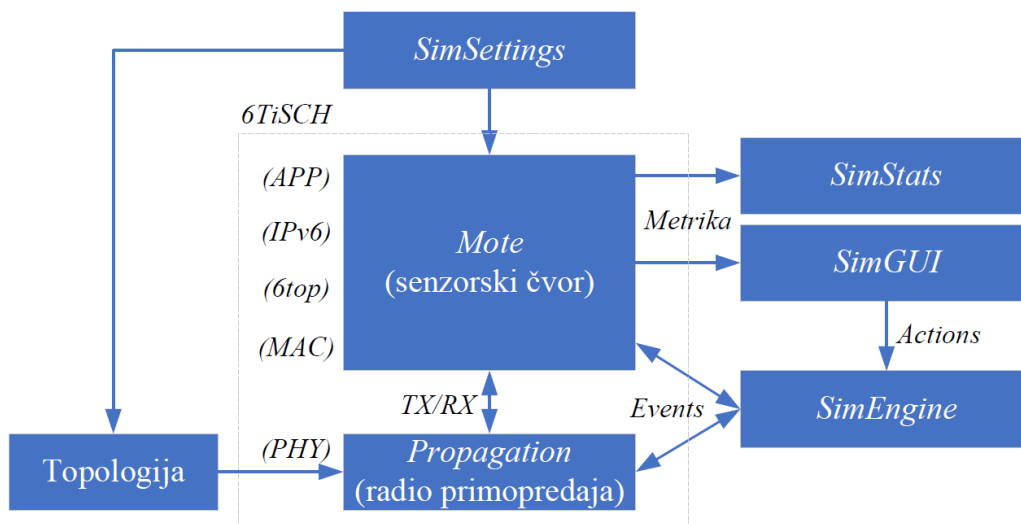 SimSettings
6TiSCH
(APP)
(IPv6)
(6top)
(MAC)
Mote
(senzorski čvor)
Metrika
SimStats
SimGUI
Actions
SimEngine
Events
TX/RX
(PHY)
Topologija
Propagation
(radio primopredaja)